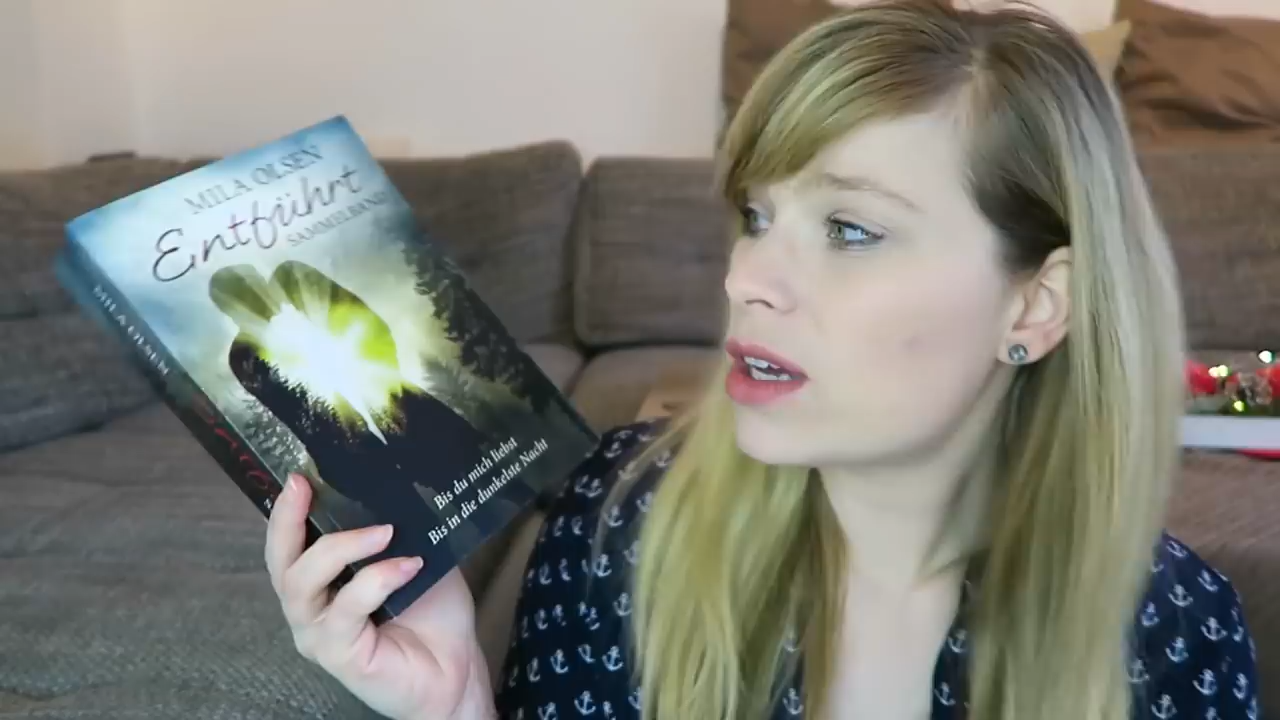 MILA OLSEN
Entführt
SAMMELBAND
Bis du mich liebst
Bis in die dunkelste Nacht
MILA OLSEN